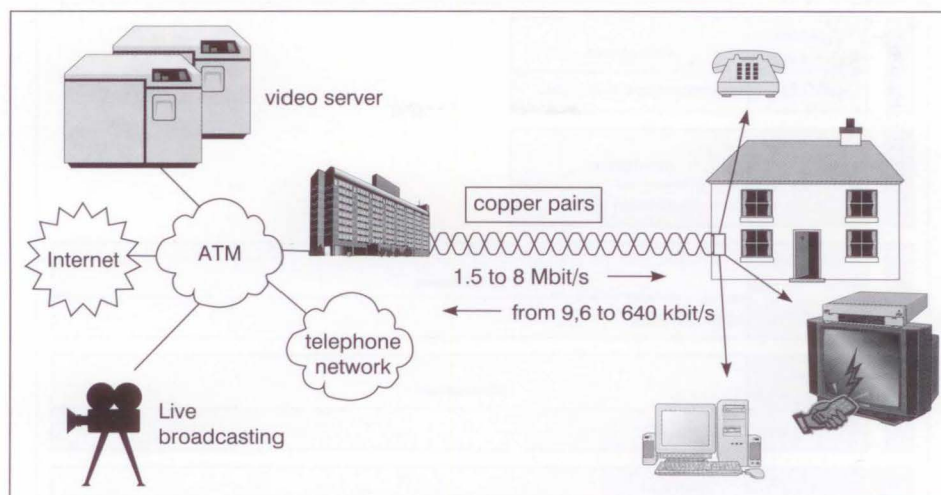 video server
copper pairs
Internet
ATM
1.5 to 8 Mbit/s
from 9,6 to 640 kbit/s
telephone
network
Live
broadcasting